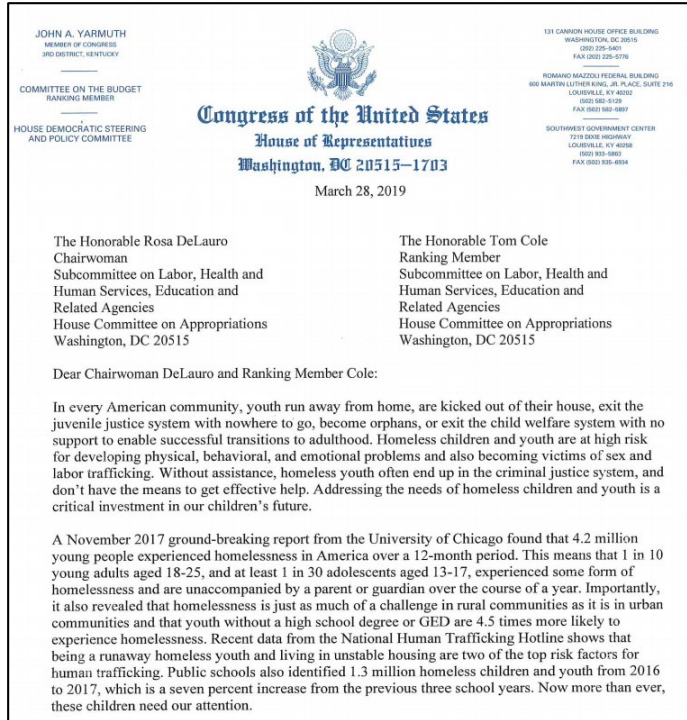 JOHN A. YARMUTH
MEMBER OF CONGRESS
3RD DISTRICT, KENTUCKY
COMMITTEE ON THE BUDGET
RANKING MEMBER
HOUSE DEMOCRATIC STEERING
AND POLICY COMMITTEE
Congress of the United States
House of Representatives
Washington, DC 20515–1703
131 CANNON HOUSE OFFICE BUILDING
WASHINGTON, DC 20515
(202) 225-5401
FAX (202) 225-5776
ROMANO MAZZOLI FEDERAL BUILDING
600 MARTIN LUTHER KING, JR. PLACE, SUITE 216
LOUISVILLE, KY 40202
(502) 582-5129
FAX (502) 582-5897
SOUTHWEST GOVERNMENT CENTER
7219 DIXIE HIGHWAY
LOUISVILLE, KY 40258
(502) 933-5863
FAX (502) 935-6934
March 28, 2019
The Honorable Rosa DeLauro
Chairwoman
Subcommittee on Labor, Health and
Human Services, Education and
Related Agencies
House Committee on Appropriations
Washington, DC 20515
The Honorable Tom Cole
Ranking Member
Subcommittee on Labor, Health and
Human Services, Education and
Related Agencies
House Committee on Appropriations
Washington, DC 20515
Dear Chairwoman DeLauro and Ranking Member Cole:
In every American community, youth run away from home, are kicked out of their house, exit the
juvenile justice system with nowhere to go, become orphans, or exit the child welfare system with no
support to enable successful transitions to adulthood. Homeless children and youth are at high risk
for developing physical, behavioral, and emotional problems and also becoming victims of sex and
labor trafficking. Without assistance, homeless youth often end up in the criminal justice system, and
don't have the means to get effective help. Addressing the needs of homeless children and youth is a
critical investment in our children's future.
A November 2017 ground-breaking report from the University of Chicago found that 4.2 million
young people experienced homelessness in America over a 12-month period. This means that 1 in 10
young adults aged 18-25, and at least 1 in 30 adolescents aged 13-17, experienced some form of
homelessness and are unaccompanied by a parent or guardian over the course of a year. Importantly,
it also revealed that homelessness is just as much of a challenge in rural communities as it is in urban
communities and that youth without a high school degree or GED are 4.5 times more likely to
experience homelessness. Recent data from the National Human Trafficking Hotline shows that
being a runaway homeless youth and living in unstable housing are two of the top risk factors for
human trafficking. Public schools also identified 1.3 million homeless children and youth from 2016
to 2017, which is a seven percent increase from the previous three school years. Now more than ever,
these children need our attention.